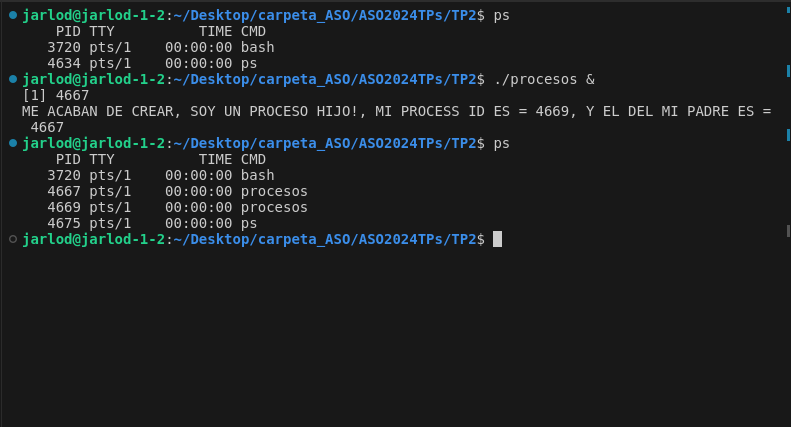 jarlod@jarlod-1-2:~/Desktop/carpeta_ASO/ASO2024TPs/TP2$ ps
    PID TTY          TIME CMD
   3720 pts/1    00:00:00 bash
   4634 pts/1    00:00:00 ps
jarlod@jarlod-1-2:~/Desktop/carpeta_ASO/ASO2024TPs/TP2$ ./procesos &
[1] 4667
ME ACABAN DE CREAR, SOY UN PROCESO HIJO!, MI PROCESS ID ES = 4669, Y EL DEL MI PADRE ES =
 4667
jarlod@jarlod-1-2:~/Desktop/carpeta_ASO/ASO2024TPs/TP2$ ps
    PID TTY          TIME CMD
   3720 pts/1    00:00:00 bash
   4667 pts/1    00:00:00 procesos
   4669 pts/1    00:00:00 procesos
   4675 pts/1    00:00:00 ps
jarlod@jarlod-1-2:~/Desktop/carpeta_ASO/ASO2024TPs/TP2$